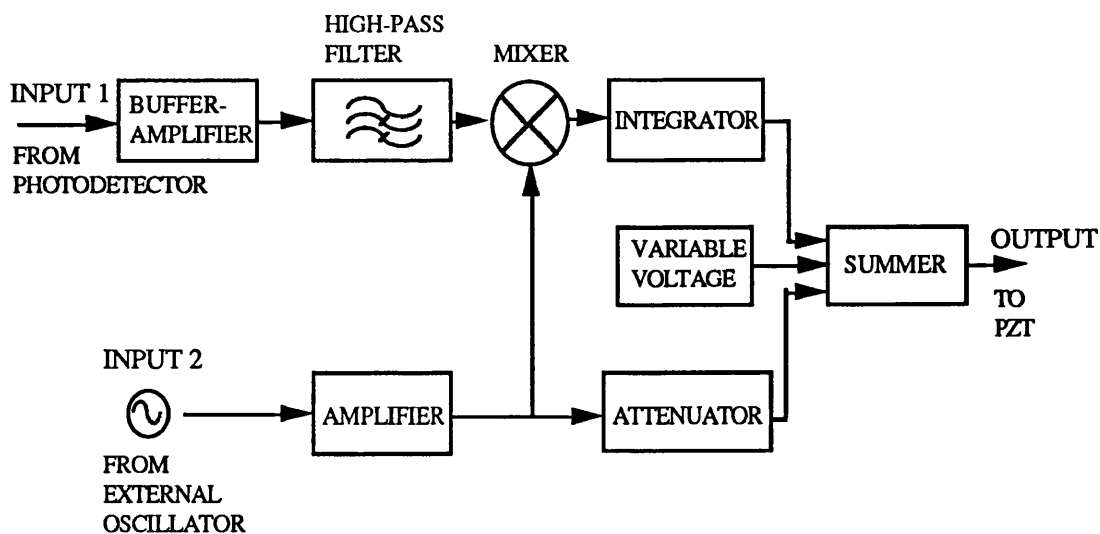 HIGH-PASS
FILTER
MIXER
INPUT 1
BUFFER-
AMPLIFIER
INTEGRATOR
FROM
PHOTODETECTOR
VARIABLE
VOLTAGE
SUMMER
OUTPUT
TO
PZT
INPUT 2
AMPLIFIER
ATTENUATOR
FROM
EXTERNAL
OSCILLATOR